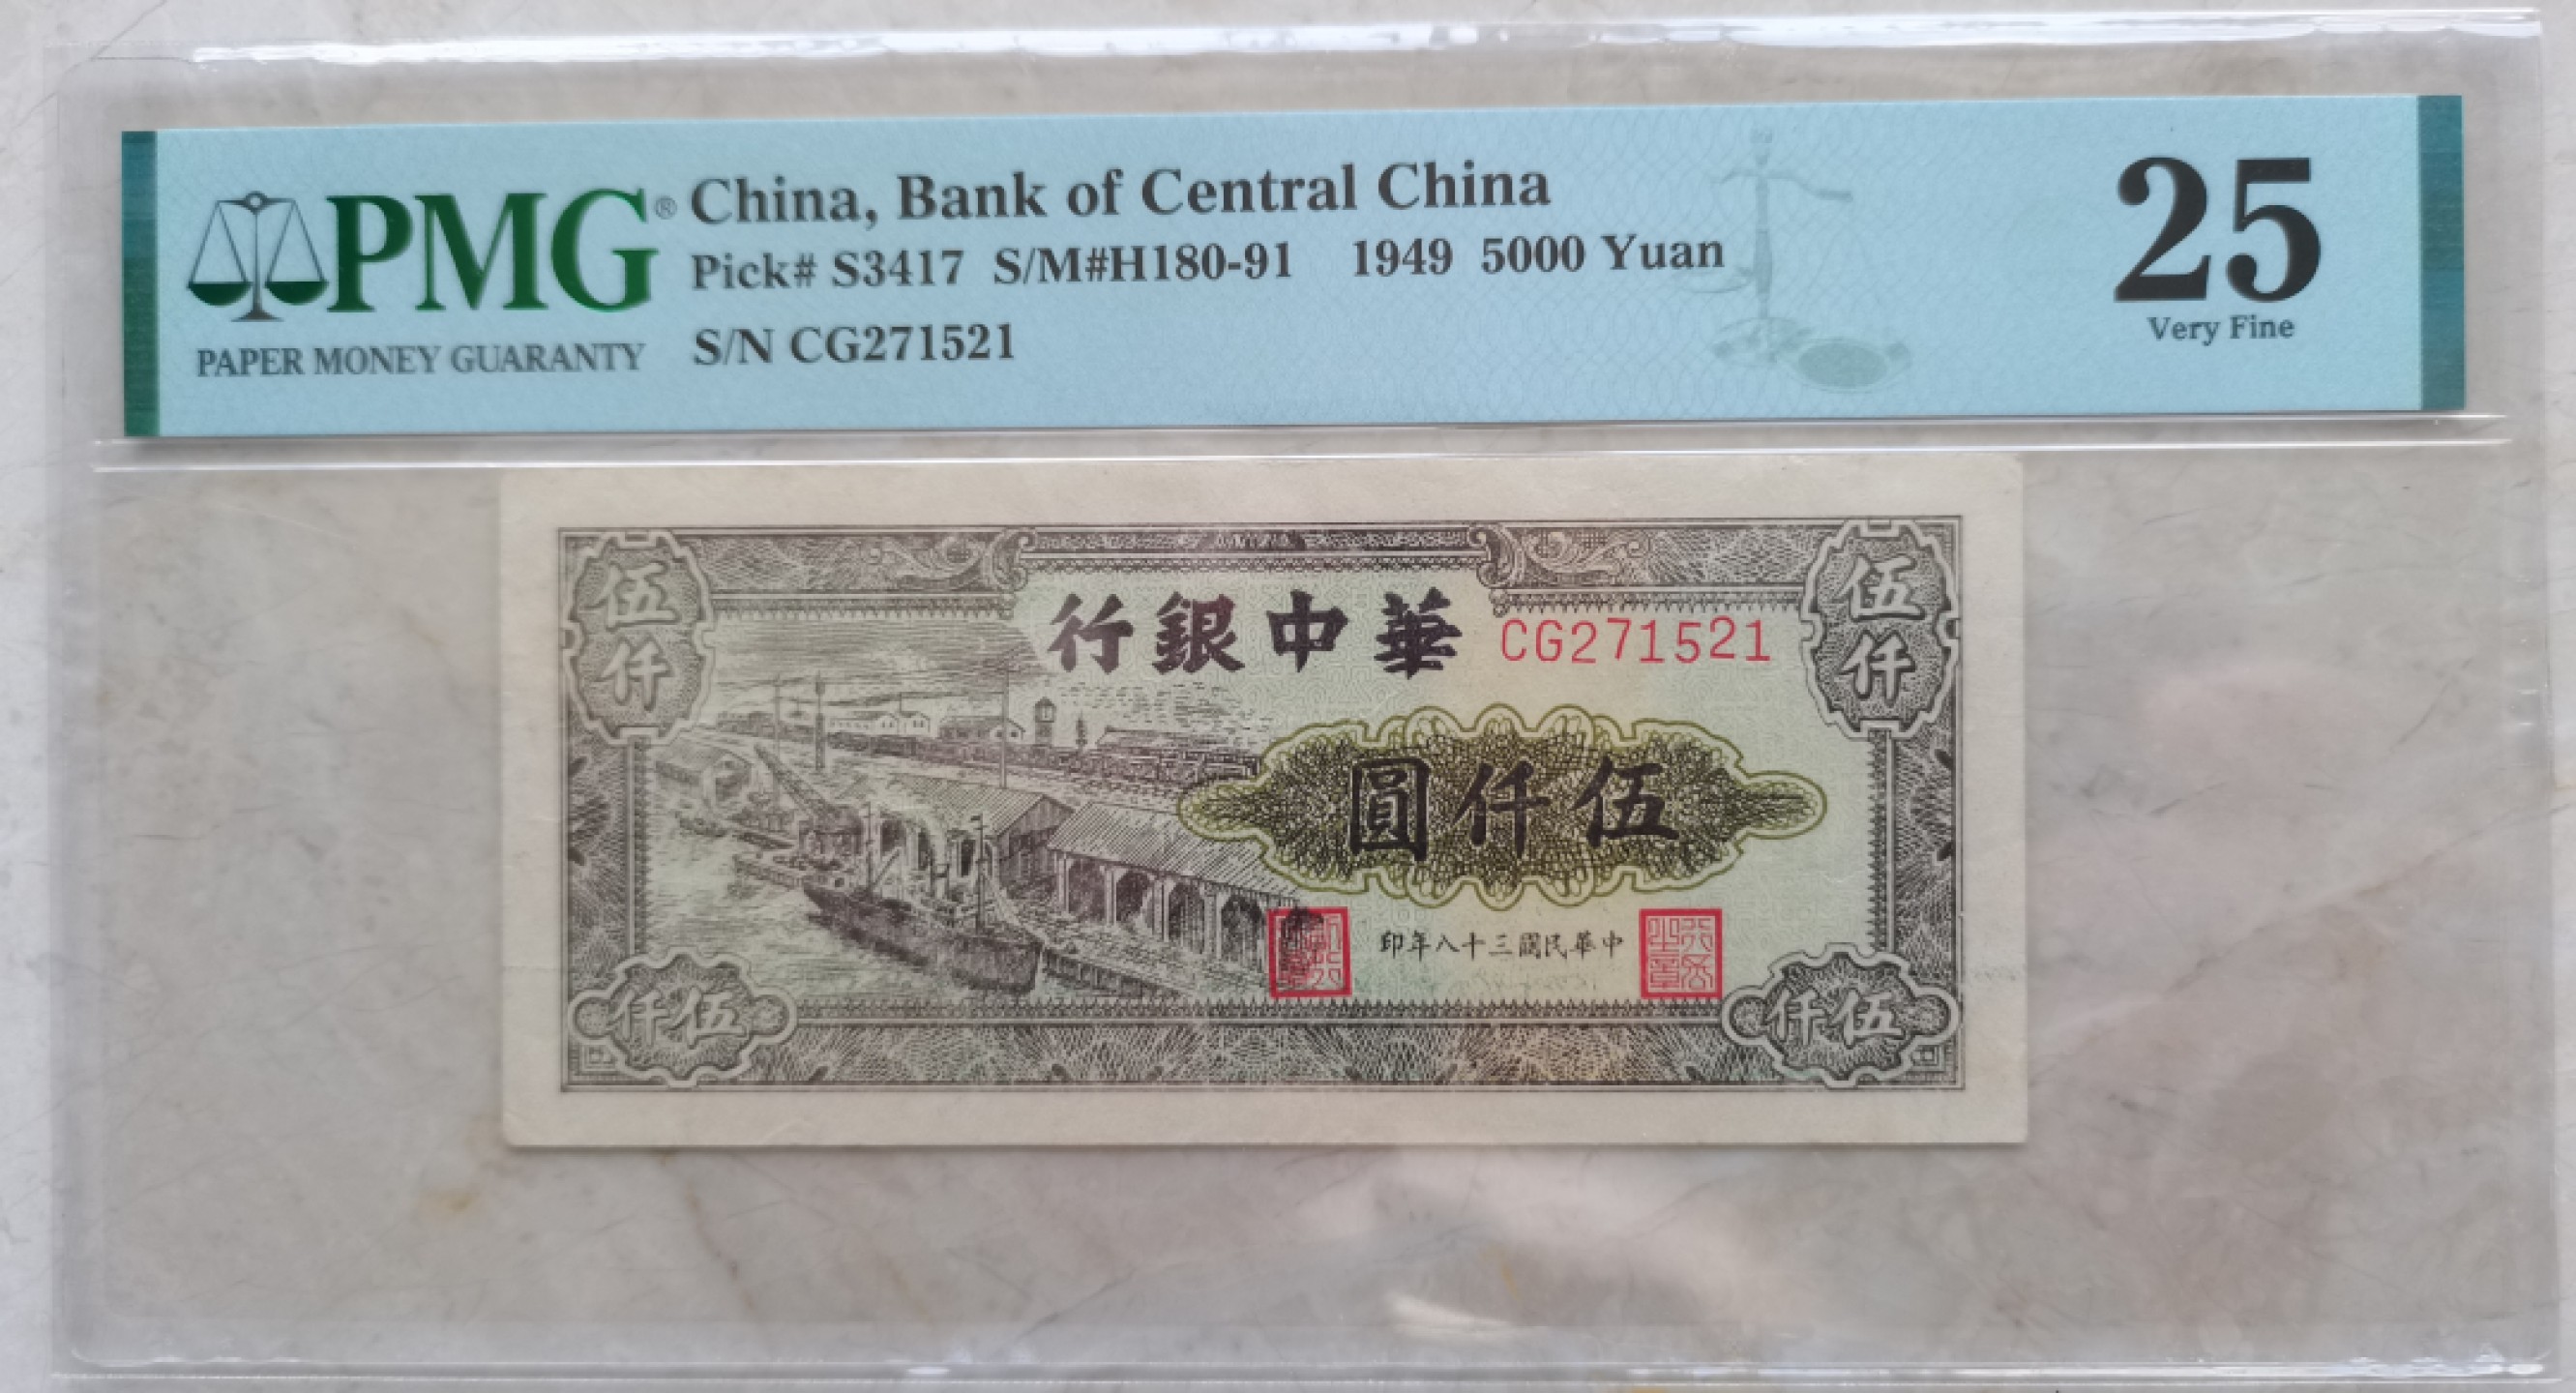 PMG®
PAPER MONEY GUARANTY
China, Bank of Central China
Pick# S3417 S/M#H180-91 1949 5000 Yuan
S/N CG271521
25
Very Fine
伍仟
伍仟
行銀中華
CG271521
圓仟伍
印年八十三國民華中
仟伍
仟伍